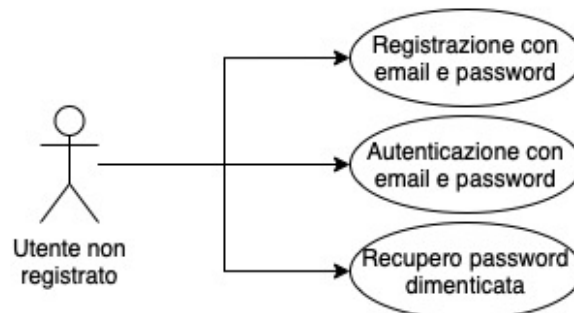 Registrazione con
email e password
Autenticazione con
email e password
Utente non
registrato
Recupero password
dimenticata